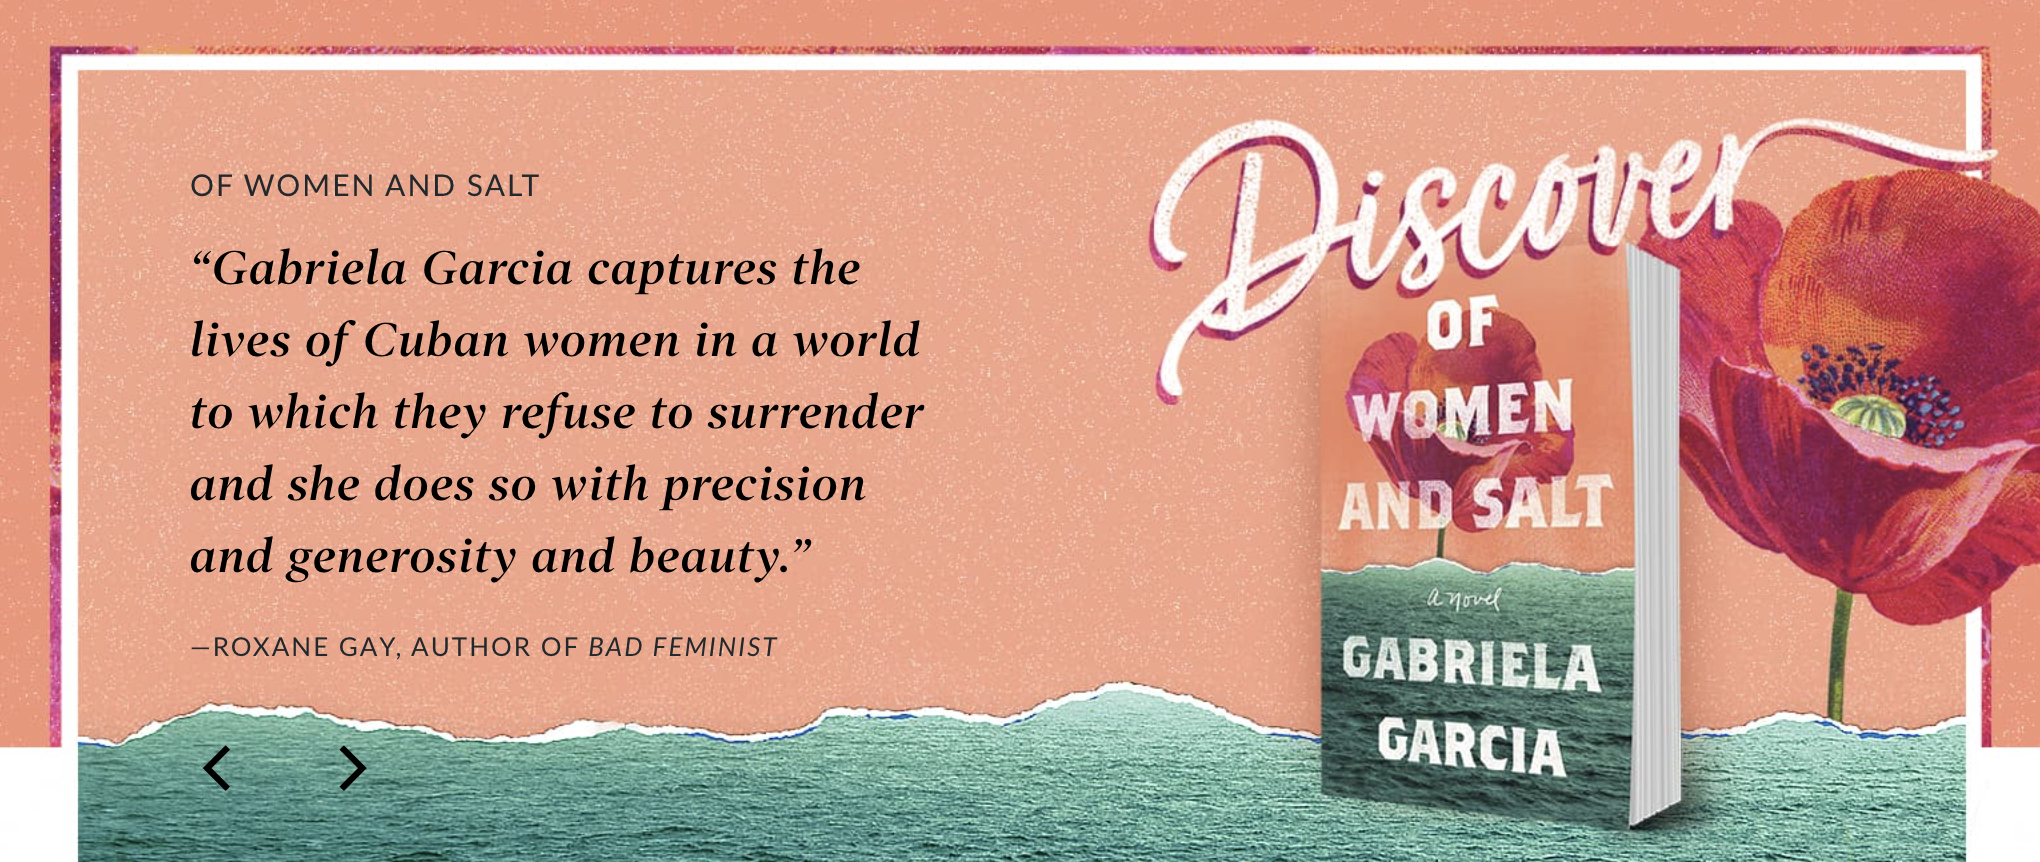 OF WOMEN AND SALT
“Gabriela Garcia captures the
lives of Cuban women in a world
to which they refuse to surrender
and she does so with precision
and generosity and beauty.”
—ROXANE GAY, AUTHOR OF BAD FEMINIST
Discover
OF
WOMEN
AND SALT
a novel
GABRIELA
GARCIA